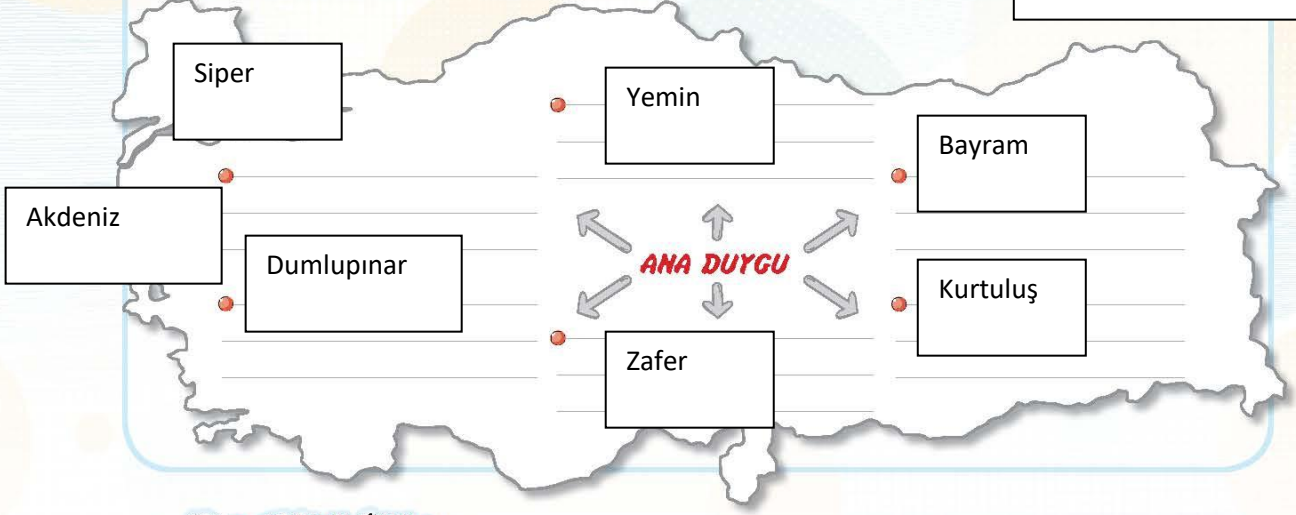 Siper
Yemin
Bayram
Akdeniz
Dumlupınar
ANA DUYGU
Kurtuluş
Zafer